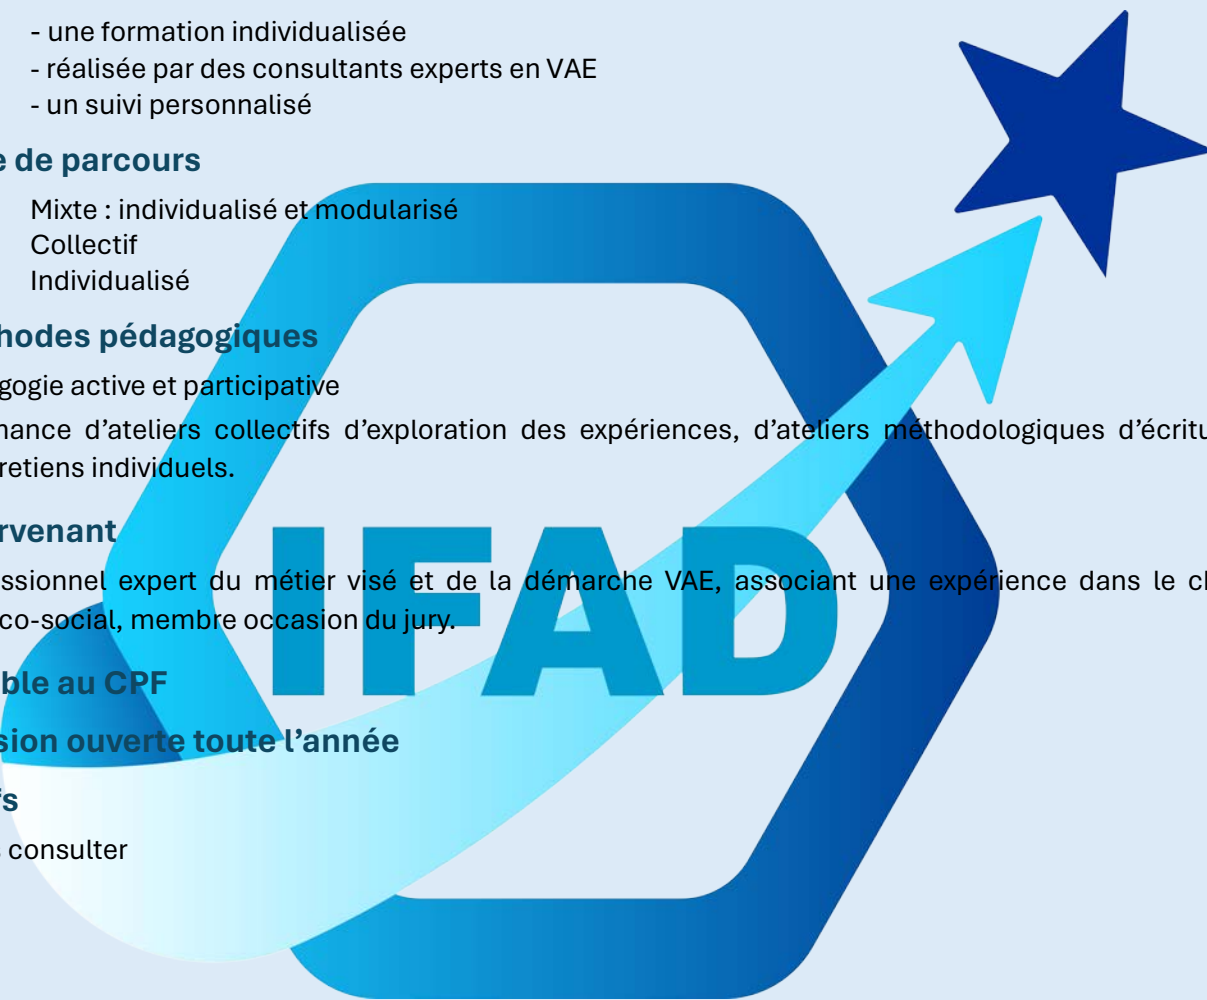 - une formation individualisée
- réalisée par des consultants experts en VAE
- un suivi personnalisé
e de parcours
Mixte : individualisé et modularisé
Collectif
Individualisé
hodes pédagogiques
gogie active et participative
nance d’ateliers collectifs d’exploration des expériences, d’ateliers méthodologiques d’écritu
retiens individuels.
rvenant
essionnel expert du métier visé et de la démarche VAE, associant une expérience dans le cl
co-social, membre occasion du jury.
ble au CPF
sion ouverte toute l’année
fs
s consulter
IFAD